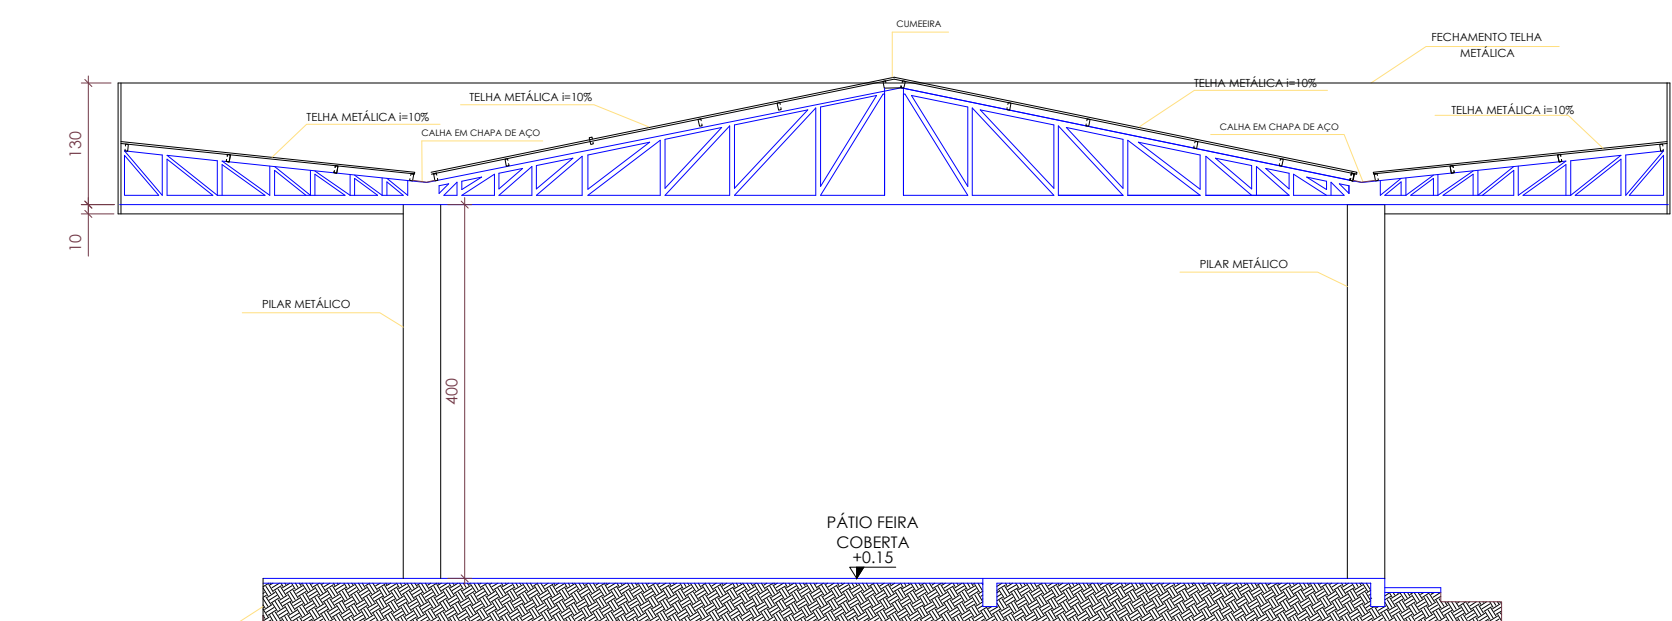 CUMEEIRA
FECHAMENTO TELHA
METÁLICA
TELHA METÁLICA i=10%
TELHA METÁLICA i=10%
TELHA METÁLICA i=10%
TELHA METÁLICA i=10%
CALHA EM CHAPA DE AÇO
CALHA EM CHAPA DE AÇO
130
10
PILAR METÁLICO
PILAR METÁLICO
400
PÁTIO FEIRA
COBERTA
+0.15